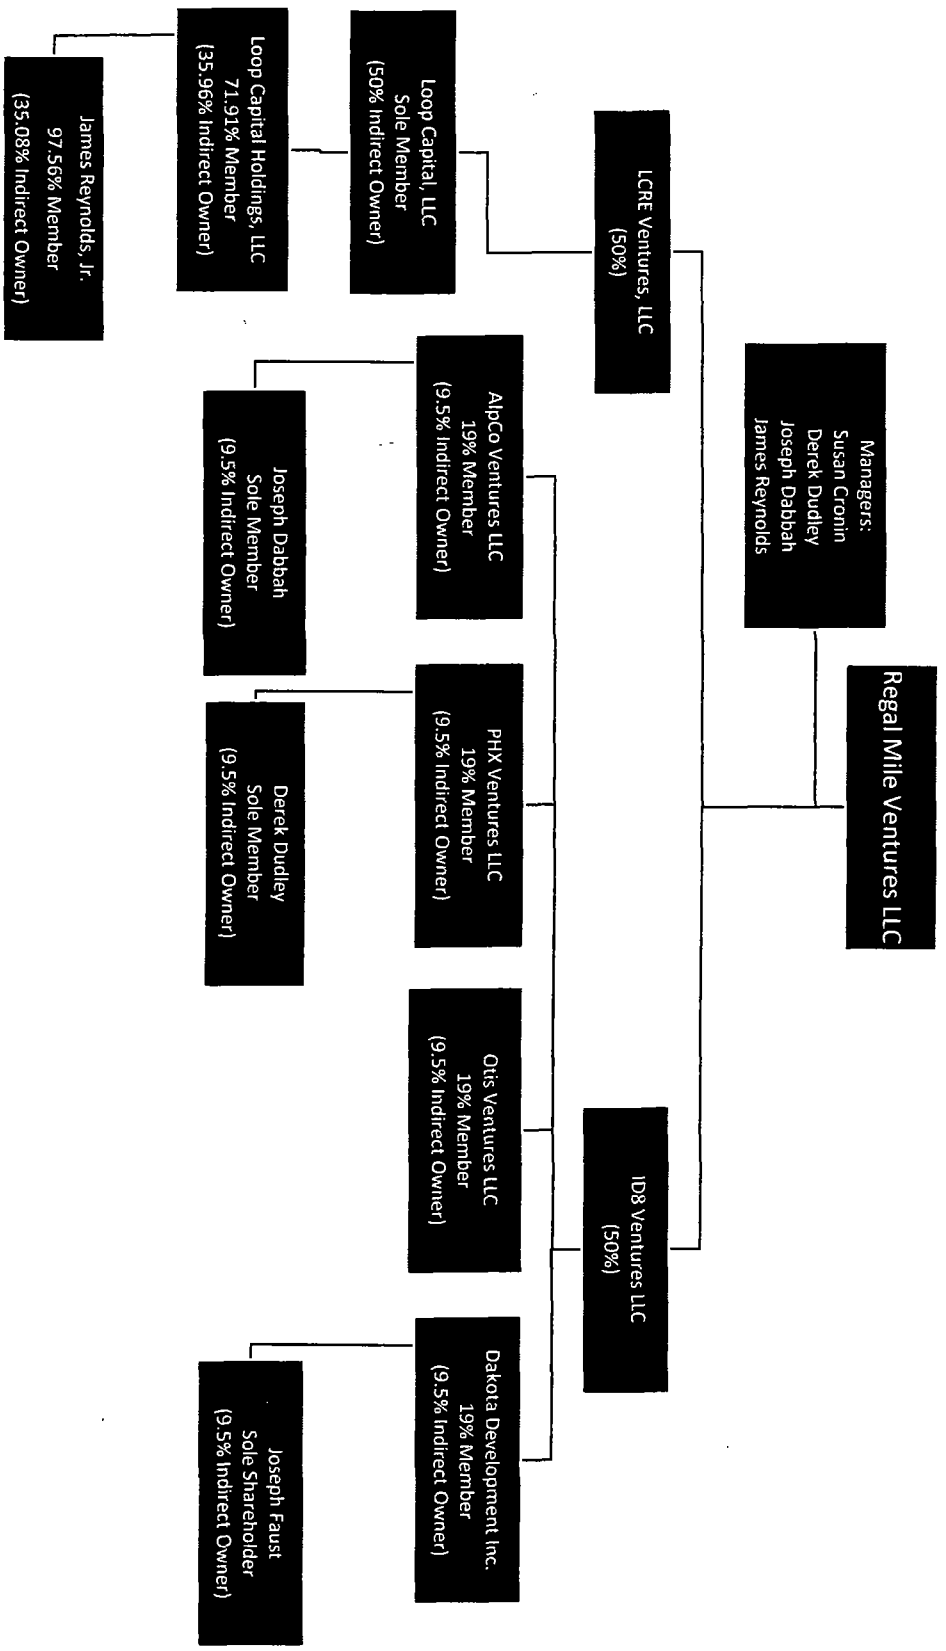 Regal Mile Ventures LLC
Managers:
Susan Cronin
Derek Dudley
Joseph Dabbah
James Reynolds
LCRE Ventures, LLC
(50%)
ID8 Ventures LLC
(50%)
Loop Capital, LLC
Sole Member
(50% Indirect Owner)
Loop Capital Holdings, LLC
71.91% Member
(35.96% Indirect Owner)
James Reynolds, Jr.
97.56% Member
(35.08% Indirect Owner)
AlpCo Ventures LLC
19% Member
(9.5% Indirect Owner)
Joseph Dabbah
Sole Member
(9.5% Indirect Owner)
PHX Ventures LLC
19% Member
(9.5% Indirect Owner)
Derek Dudley
Sole Member
(9.5% Indirect Owner)
Otis Ventures LLC
19% Member
(9.5% Indirect Owner)
Dakota Development Inc.
19% Member
(9.5% Indirect Owner)
Joseph Faust
Sole Shareholder
(9.5% Indirect Owner)